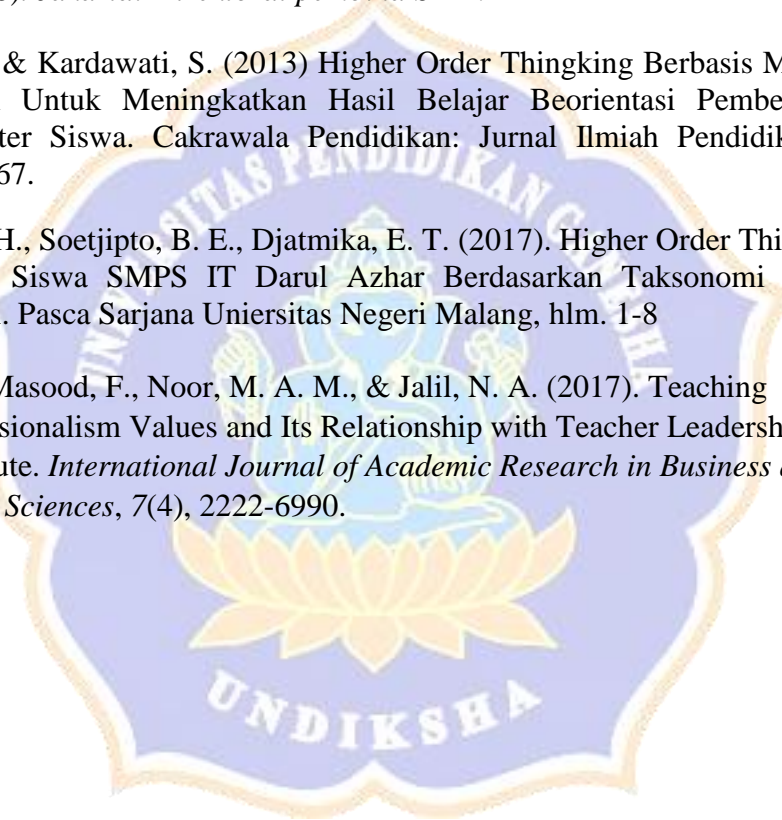 & Kardawati, S. (2013) Higher Order Thingking Berbasis M
Untuk Meningkatkan Hasil Belajar Beorientasi Pembe
ter Siswa. Cakrawala Pendidikan: Jurnal Ilmiah Pendidik
67.
H., Soetjipto, B. E., Djatmika, E. T. (2017). Higher Order Thi
Siswa SMPS IT Darul Azhar Berdasarkan Taksonomi
. Pasca Sarjana Uniersitas Negeri Malang, hlm. 1-8
Masood, F., Noor, M. A. M., & Jalil, N. A. (2017). Teaching
sionalism Values and Its Relationship with Teacher Leadersh
ute. International Journal of Academic Research in Business
Sciences, 7(4), 2222-6990.
UNIVERSITAS PENDIDIKAN GANESHA
UNDIKSHA